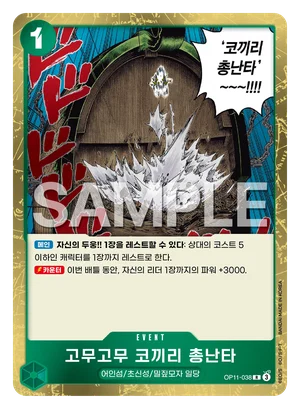 1
'코끼리
총난타'
~~~!!!!
SAMPLE
메인 자신의 두웅!! 1장을 레스트할 수 있다: 상대의 코스트 5
이하인 캐릭터를 1장까지 레스트로 한다.
카운터 이번 배틀 동안, 자신의 리더 1장까지의 파워 +3000.
EVENT
고무고무 코끼리 총난타
어인섬/초신성/밀짚모자 일당
OP11-038 R 3